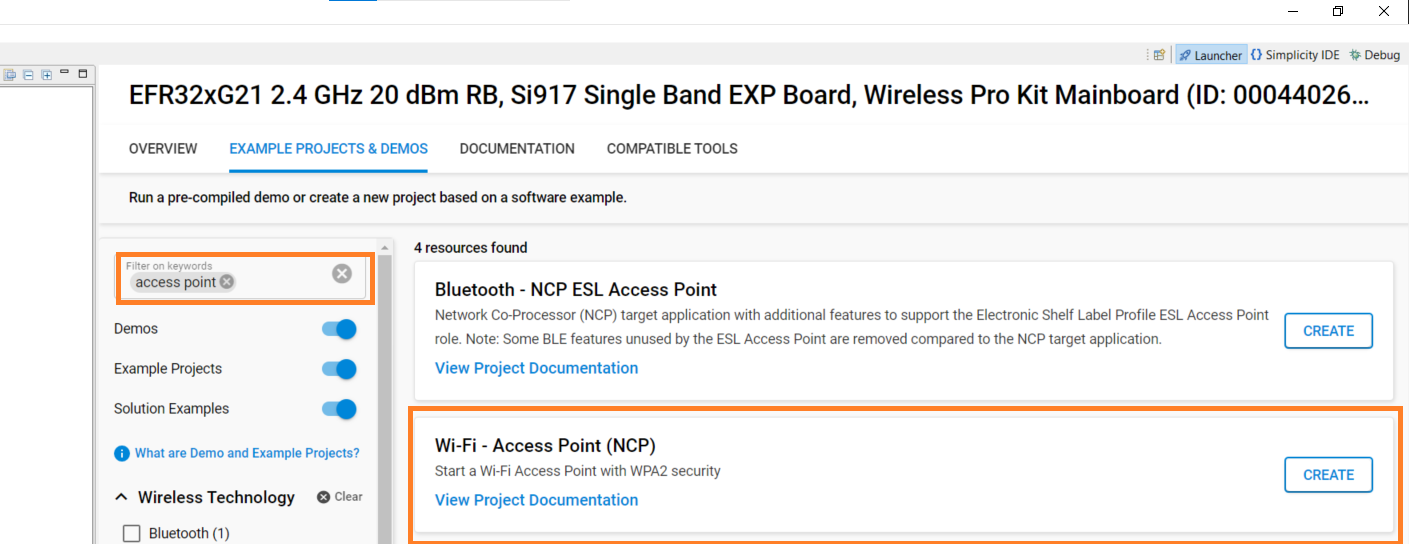 Launcher
Simplicity IDE
Debug
EFR32xG21 2.4 GHz 20 dBm RB, Si917 Single Band EXP Board, Wireless Pro Kit Mainboard (ID: 00044026...
OVERVIEW
EXAMPLE PROJECTS & DEMOS
DOCUMENTATION
COMPATIBLE TOOLS
Run a pre-compiled demo or create a new project based on a software example.
Filter on keywords
access point
Demos
Example Projects
Solution Examples
What are Demo and Example Projects?
Wireless Technology
Clear
Bluetooth (1)
4 resources found
Bluetooth - NCP ESL Access Point
Network Co-Processor (NCP) target application with additional features to support the Electronic Shelf Label Profile ESL Access Point
role. Note: Some BLE features unused by the ESL Access Point are removed compared to the NCP target application.
View Project Documentation
CREATE
Wi-Fi - Access Point (NCP)
Start a Wi-Fi Access Point with WPA2 security
View Project Documentation
CREATE